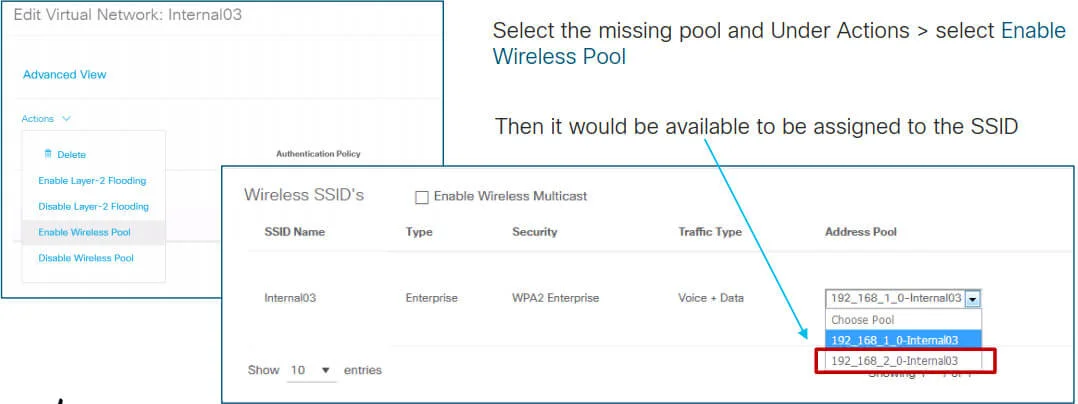 Edit Virtual Network: Internal03
Select the missing pool and Under Actions > select Enable
Wireless Pool
Advanced View
Actions
Then it would be available to be assigned to the SSID
Delete
Authentication Policy
Enable Layer-2 Flooding
Disable Layer-2 Flooding
Enable Wireless Pool
Disable Wireless Pool
Wireless SSID's
Enable Wireless Multicast
SSID Name Type Security Traffic Type Address Pool
Internal03 Enterprise WPA2 Enterprise Voice + Data 192_168_1_0-Internal03
Choose Pool
192_168_1_0-Internal03
192_168_2_0-Internal03
Show 10 entries